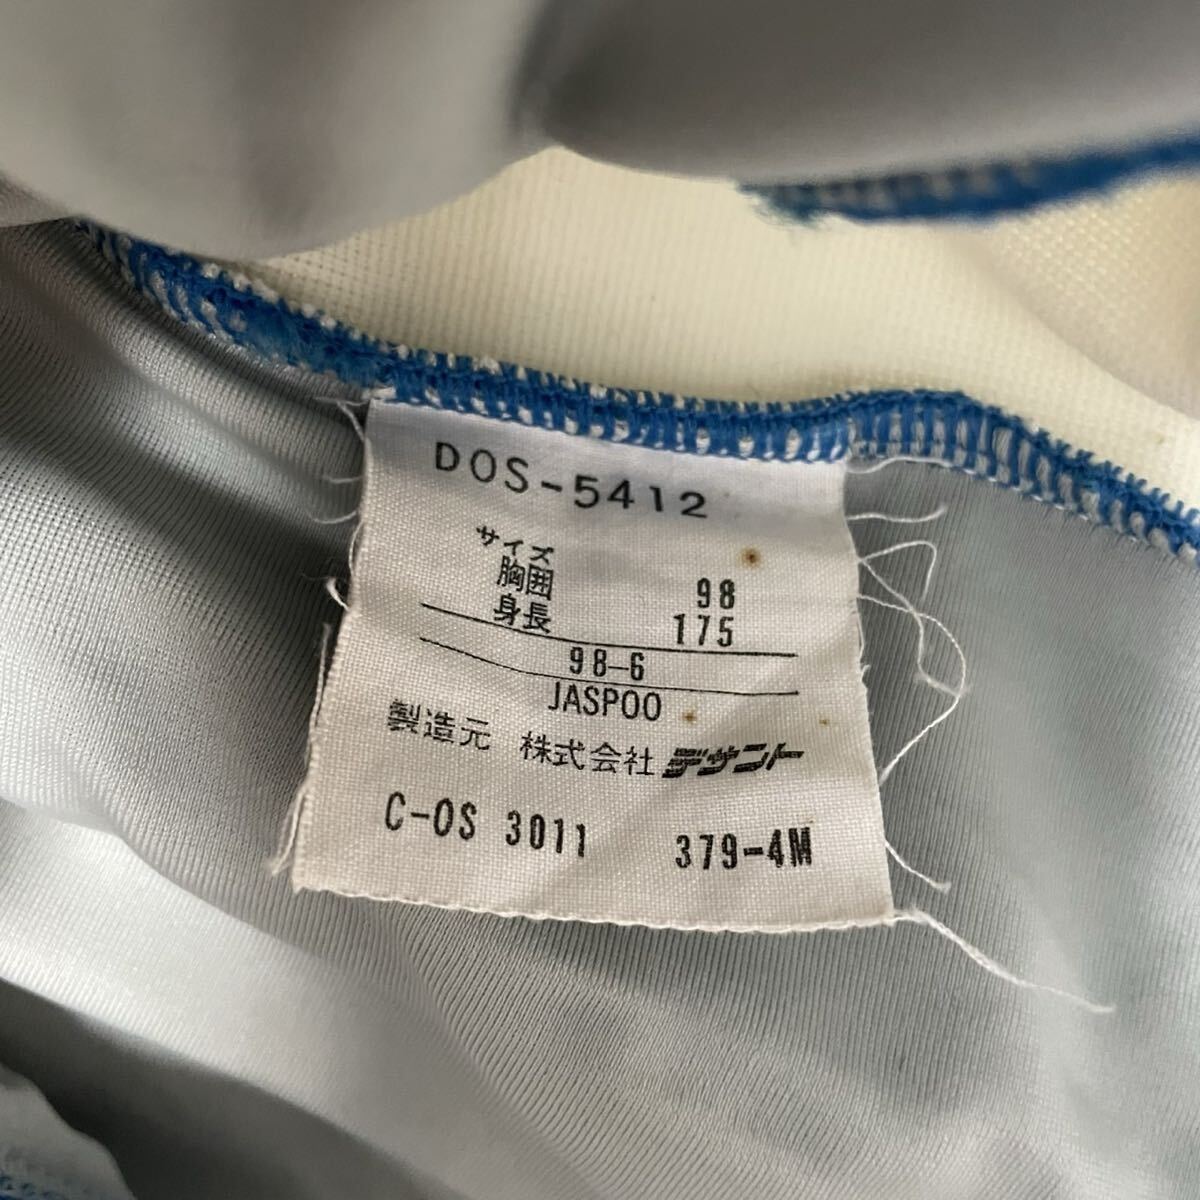 DOS-5412
サイズ
胸囲 98
身長 175
98-6
JASPOO
製造元 株式会社 デサント
C-OS 3011 379-4M